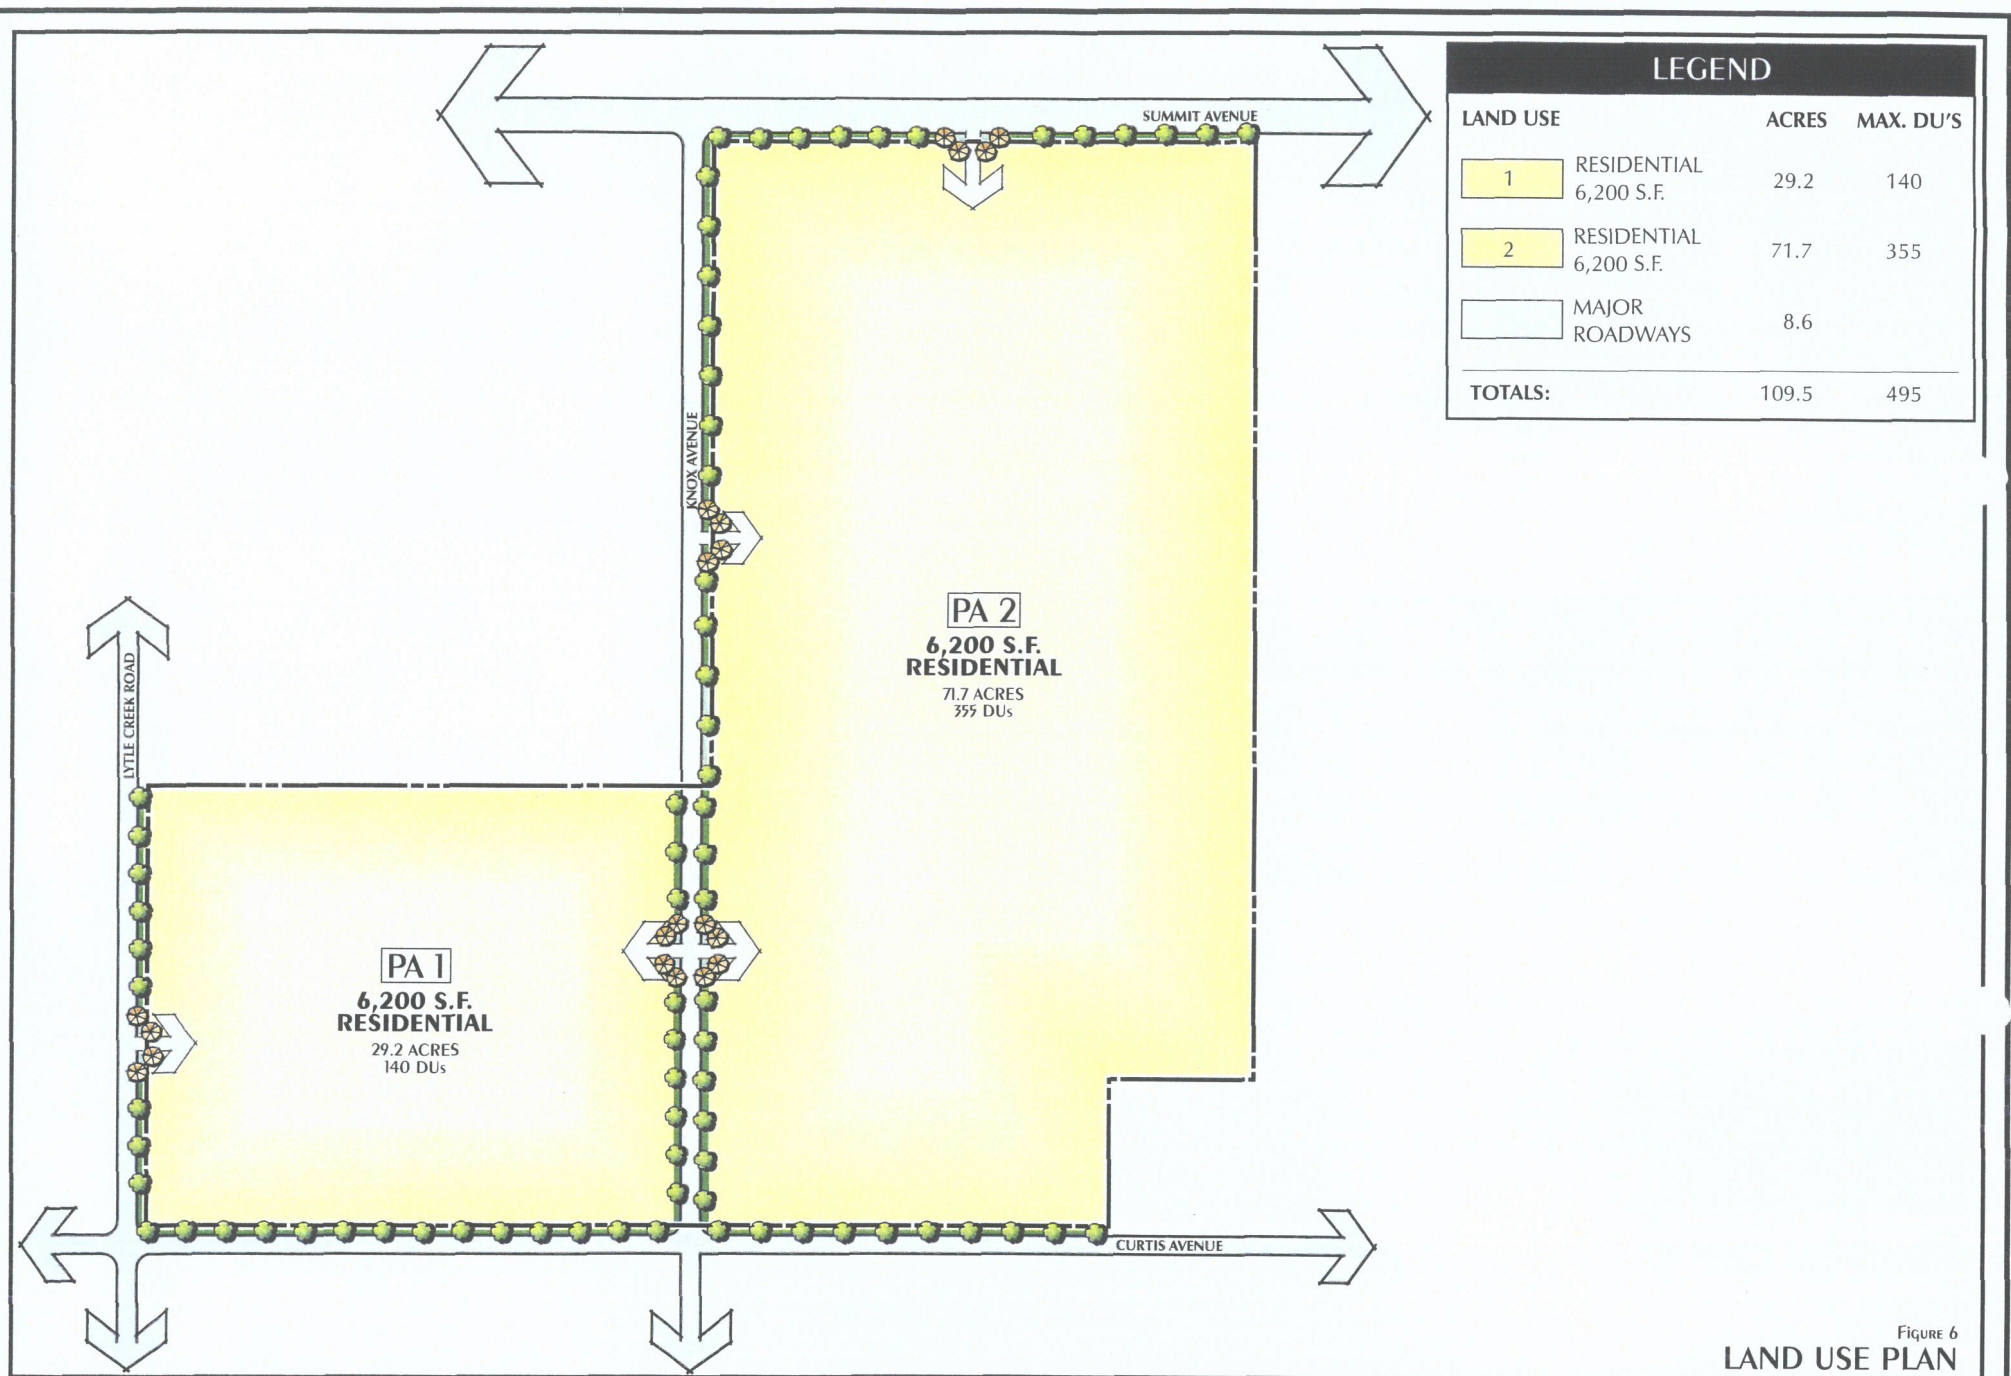 LEGEND
LAND USE ACRES MAX. DU'S
1 RESIDENTIAL 6,200 S.F. 29.2 140
2 RESIDENTIAL 6,200 S.F. 71.7 355
MAJOR ROADWAYS 8.6
TOTALS: 109.5 495
SUMMIT AVENUE
KNOX AVENUE
LYTLE CREEK ROAD
PA 2
6,200 S.F.
RESIDENTIAL
71.7 ACRES
355 DUs
PA 1
6,200 S.F.
RESIDENTIAL
29.2 ACRES
140 DUs
CURTIS AVENUE
Figure 6
LAND USE PLAN